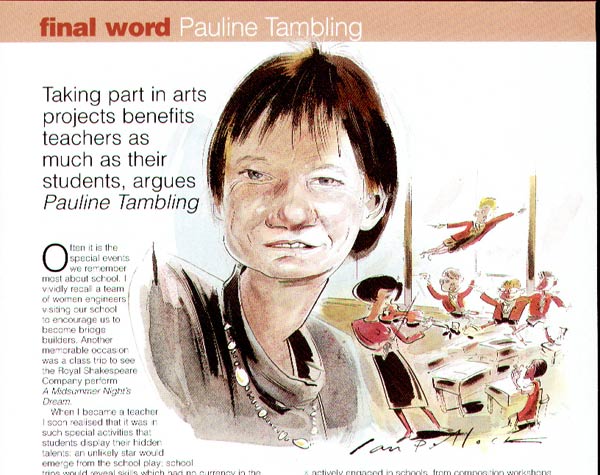 final word Pauline Tambling
Taking part in arts
projects benefits
teachers as
much as their
students, argues
Pauline Tambling
Often it is the
special events
we remember
most about school. I
vividly recall a team
of women engineers
visiting our school
to encourage us to
become bridge
builders. Another
memorable occasion
was a class trip to see
the Royal Shakespeare
Company perform
A Midsummer Night's
Dream.
When I became a teacher
I soon realised that it was in
such special activities that
students display their hidden
talents: an unlikely star would
emerge from the school play; school
trips would reveal skills which had no currency in the
actively engaged in schools, from composition workshops
Ian Pollock